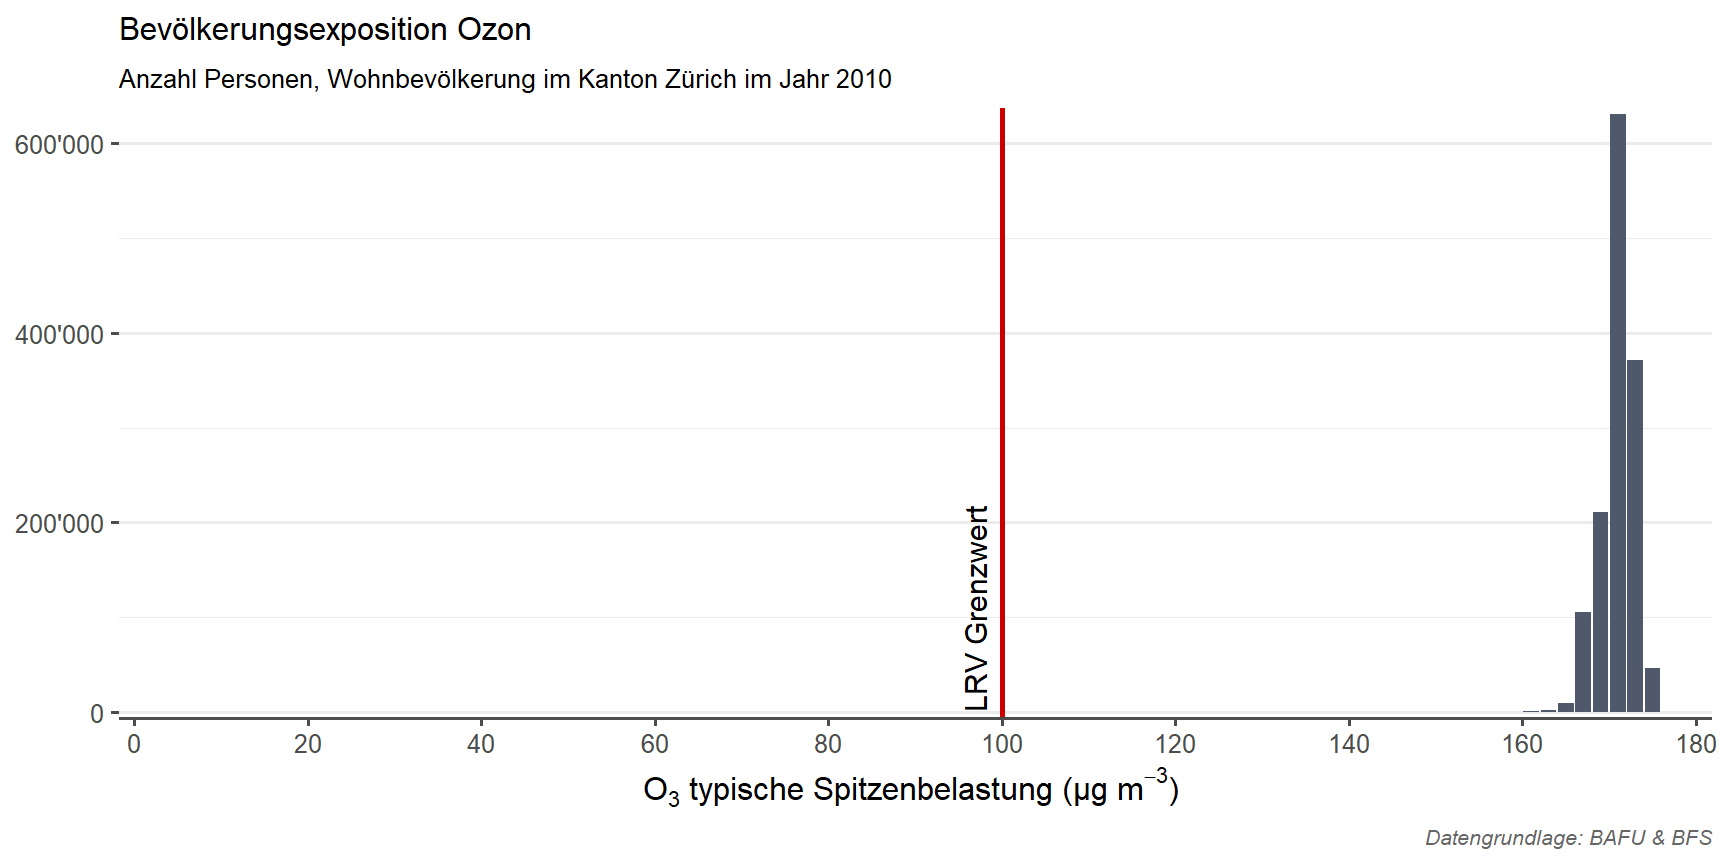 Bevölkerungsexposition Ozon
Anzahl Personen, Wohnbevölkerung im Kanton Zürich im Jahr 2010
600'000
400'000
200'000
0
LRV Grenzwert
0 20 40 60 80 100 120 140 160 180
O₃ typische Spitzenbelastung (µg m⁻³)
Datengrundlage: BAFU & BFS